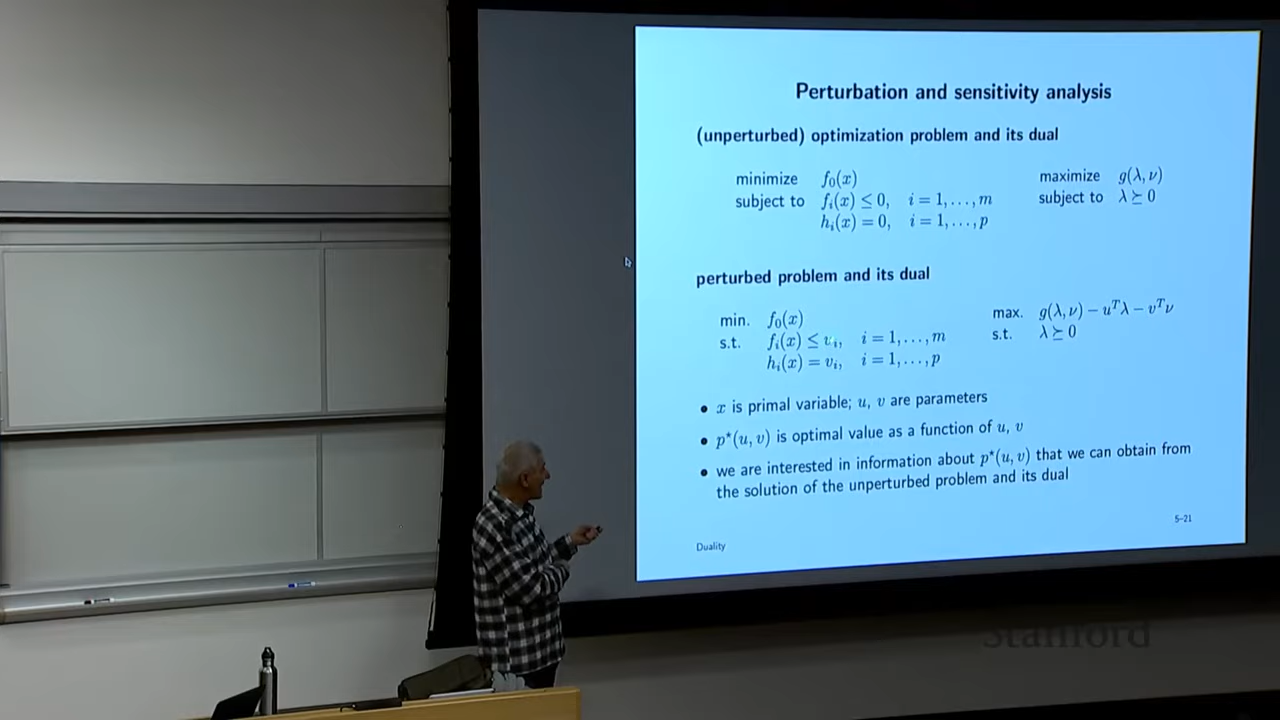 Perturbation and sensitivity analysis
(unperturbed) optimization problem and its dual
minimize f₀(x)
subject to fᵢ(x) ≤ 0, i = 1, . . . , m
hᵢ(x) = 0, i = 1, . . . , p
maximize g(λ, ν)
subject to λ ⪰ 0
perturbed problem and its dual
min. f₀(x)
s.t. fᵢ(x) ≤ uᵢ, i = 1, . . . , m
hᵢ(x) = vᵢ, i = 1, . . . , p
max. g(λ, ν) − uᵀλ − vᵀν
s.t. λ ⪰ 0
• x is primal variable; u, v are parameters
• p⋆(u, v) is optimal value as a function of u, v
• we are interested in information about p⋆(u, v) that we can obtain from
the solution of the unperturbed problem and its dual
Duality
5–21
Stanford